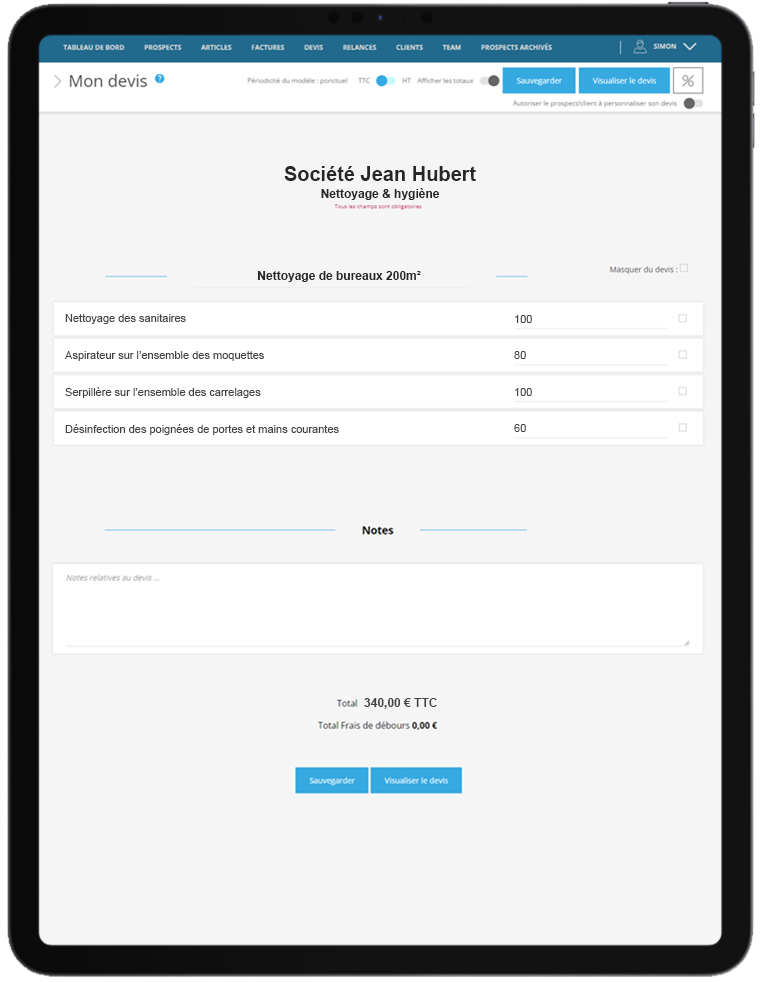 TABLEAU DE BORD PROSPECTS ARTICLES FACTURES DEVIS RELANCES CLIENTS TEAM PROSPECTS ARCHIVÉS SIMON
Mon devis ? Périodicité du modèle : ponctuel TTC HT Afficher les totaux Sauvegarder Visualiser le devis %
Autoriser le prospect/client à personnaliser son devis
Société Jean Hubert
Nettoyage & hygiène
Tous les champs sont obligatoires
Nettoyage de bureaux 200m² Masquer du devis :
Nettoyage des sanitaires 100
Aspirateur sur l'ensemble des moquettes 80
Serpillère sur l'ensemble des carrelages 100
Désinfection des poignées de portes et mains courantes 60
Notes
Notes relatives au devis ...
Total 340,00 € TTC
Total Frais de débours 0,00 €
Sauvegarder Visualiser le devis